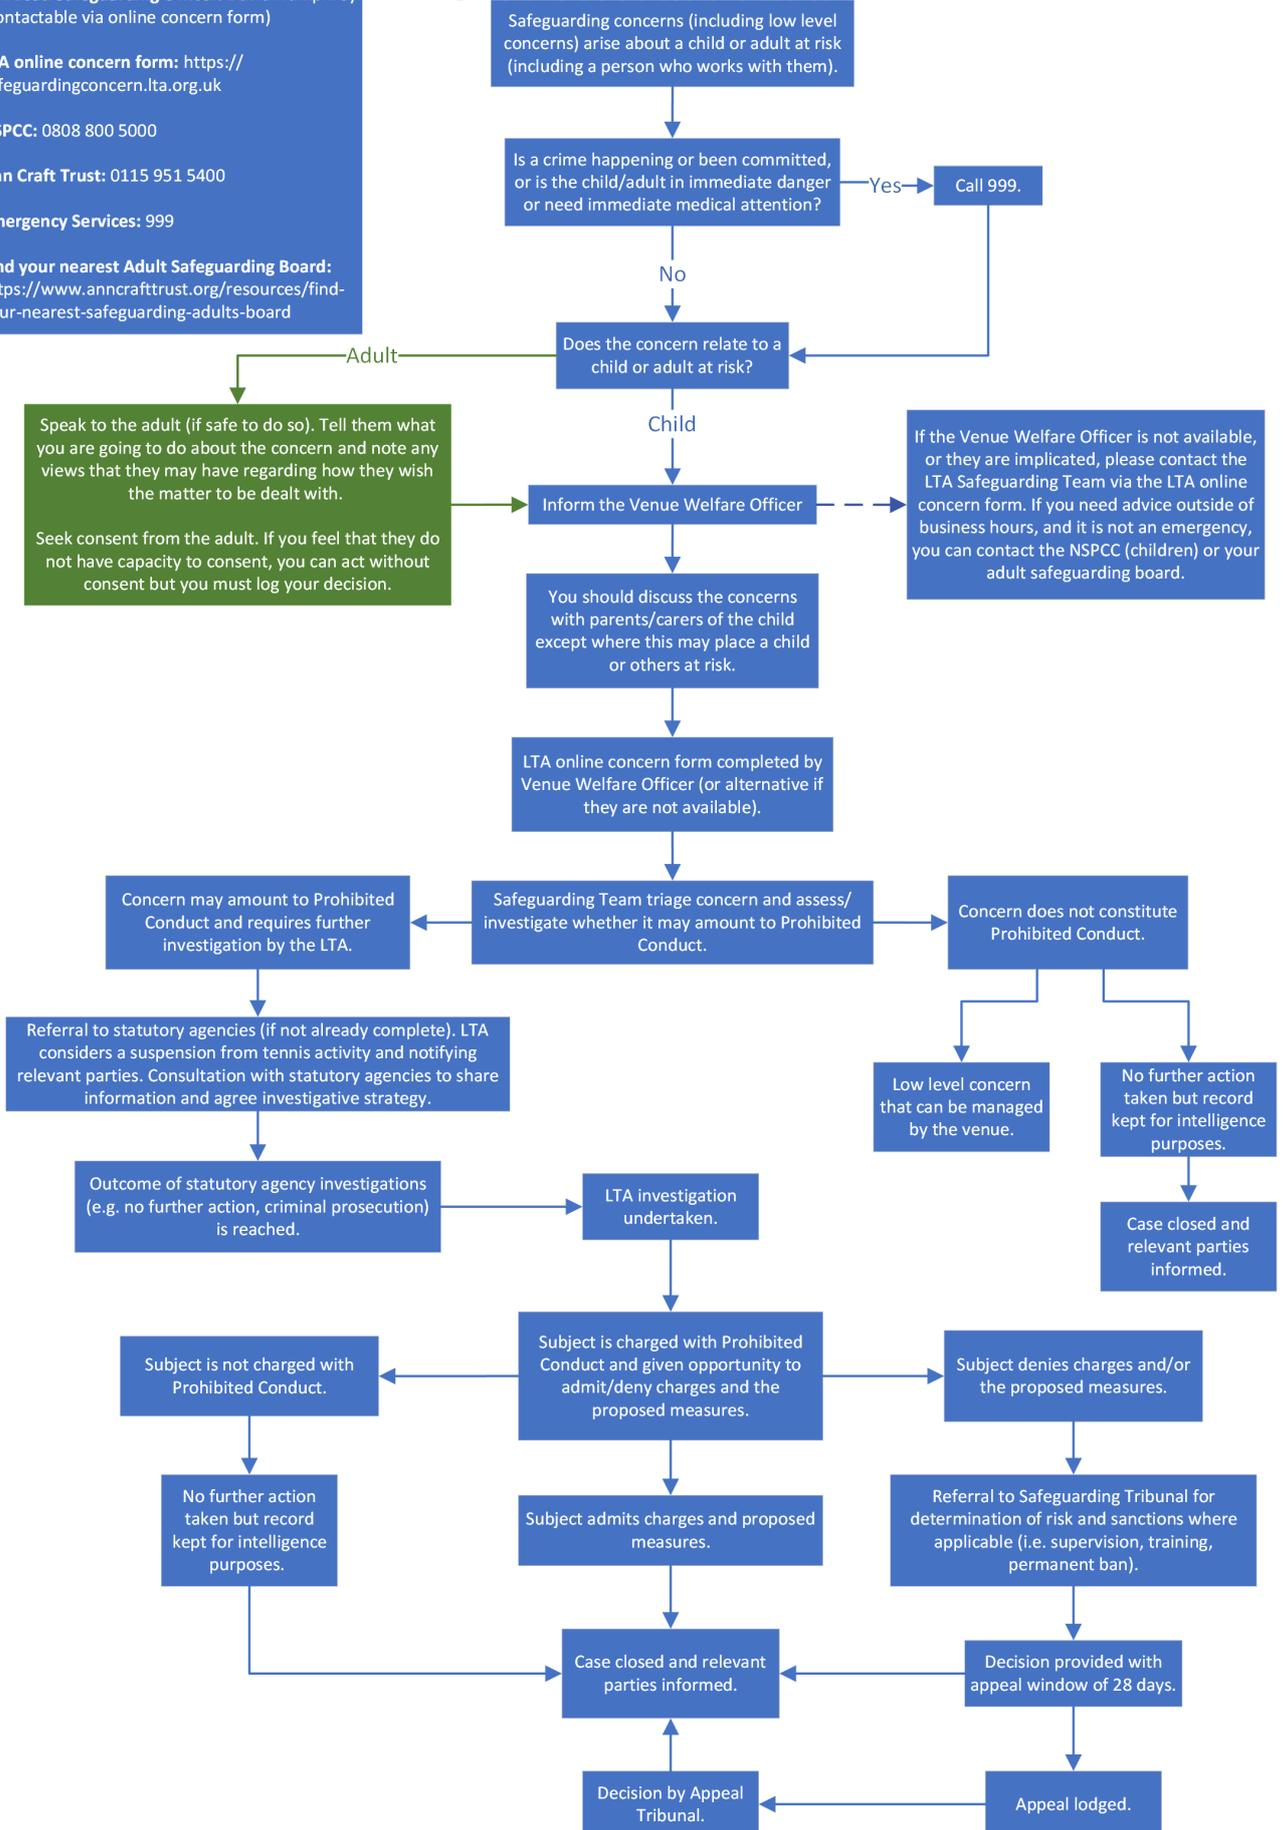 contactable via online concern form)
LTA online concern form: https://
safeguardingconcern.lta.org.uk
NSPCC: 0808 800 5000
Ann Craft Trust: 0115 951 5400
Emergency Services: 999
Find your nearest Adult Safeguarding Board:
https://www.anncrafttrust.org/resources/find-
your-nearest-safeguarding-adults-board
Safeguarding concerns (including low level
concerns) arise about a child or adult at risk
(including a person who works with them).
Is a crime happening or been committed,
or is the child/adult in immediate danger
or need immediate medical attention?
Yes
Call 999.
No
Does the concern relate to a
child or adult at risk?
Adult
Child
Speak to the adult (if safe to do so). Tell them what
you are going to do about the concern and note any
views that they may have regarding how they wish
the matter to be dealt with.
Seek consent from the adult. If you feel that they do
not have capacity to consent, you can act without
consent but you must log your decision.
Inform the Venue Welfare Officer
If the Venue Welfare Officer is not available,
or they are implicated, please contact the
LTA Safeguarding Team via the LTA online
concern form. If you need advice outside of
business hours, and it is not an emergency,
you can contact the NSPCC (children) or your
adult safeguarding board.
You should discuss the concerns
with parents/carers of the child
except where this may place a child
or others at risk.
LTA online concern form completed by
Venue Welfare Officer (or alternative if
they are not available).
Concern may amount to Prohibited
Conduct and requires further
investigation by the LTA.
Safeguarding Team triage concern and assess/
investigate whether it may amount to Prohibited
Conduct.
Concern does not constitute
Prohibited Conduct.
Referral to statutory agencies (if not already complete). LTA
considers a suspension from tennis activity and notifying
relevant parties. Consultation with statutory agencies to share
information and agree investigative strategy.
Low level concern
that can be managed
by the venue.
No further action
taken but record
kept for intelligence
purposes.
Outcome of statutory agency investigations
(e.g. no further action, criminal prosecution)
is reached.
LTA investigation
undertaken.
Case closed and
relevant parties
informed.
Subject is not charged with
Prohibited Conduct.
Subject is charged with Prohibited
Conduct and given opportunity to
admit/deny charges and the
proposed measures.
Subject denies charges and/or
the proposed measures.
No further action
taken but record
kept for intelligence
purposes.
Subject admits charges and proposed
measures.
Referral to Safeguarding Tribunal for
determination of risk and sanctions where
applicable (i.e. supervision, training,
permanent ban).
Case closed and relevant
parties informed.
Decision provided with
appeal window of 28 days.
Decision by Appeal
Tribunal.
Appeal lodged.